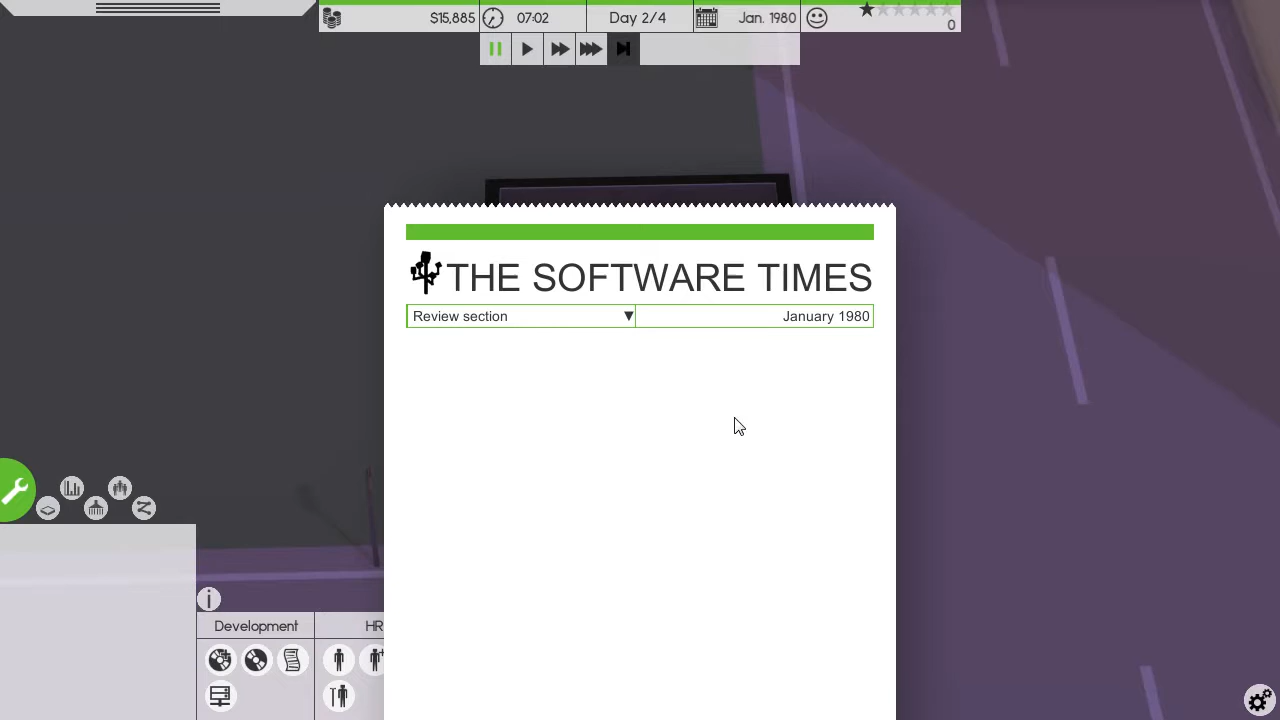 $15,885 07:02 Day 2/4 Jan. 1980 0
THE SOFTWARE TIMES
Review section January 1980
Development HR